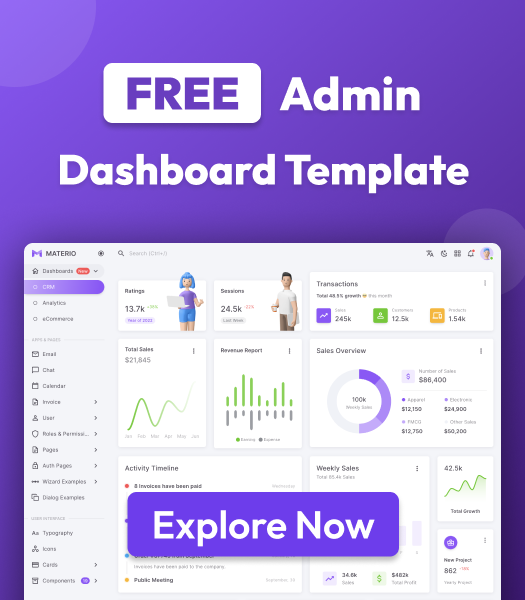 FREE Admin
Dashboard Template
MATERIO
Search (Ctrl+/)
Dashboards New
CRM
Analytics
eCommerce
APPS & PAGES
Email
Chat
Calendar
Invoice
User
Roles & Permissi...
Pages
Auth Pages
Wizard Examples
Dialog Examples
USER INTERFACE
Aa Typography
Icons
Cards
Components
Ratings
13.7k
Year of 2022
Sessions
24.5k
Last Week
Transactions
Total 48.5% growth this month
Sales
245k
Customers
12.5k
Products
1.54k
Total Sales
$21,845
Jan Feb Mar Apr May Jun
Revenue Report
Earning Expense
Sales Overview
100k
Weekly Sales
Number of Sales
$86,400
Apparel
$12,150
Electronic
$24,900
FMCG
$12,750
Other Sales
$50,200
Activity Timeline
8 Invoices have been paid
Wednesday
Invoices have been paid to the company.
Public Meeting
September, 30
Weekly Sales
Total 85.4k Sales
34.6k
Sales
$482k
Total Profit
42.5k
Total Growth
New Project
862
Yearly Project
Explore Now